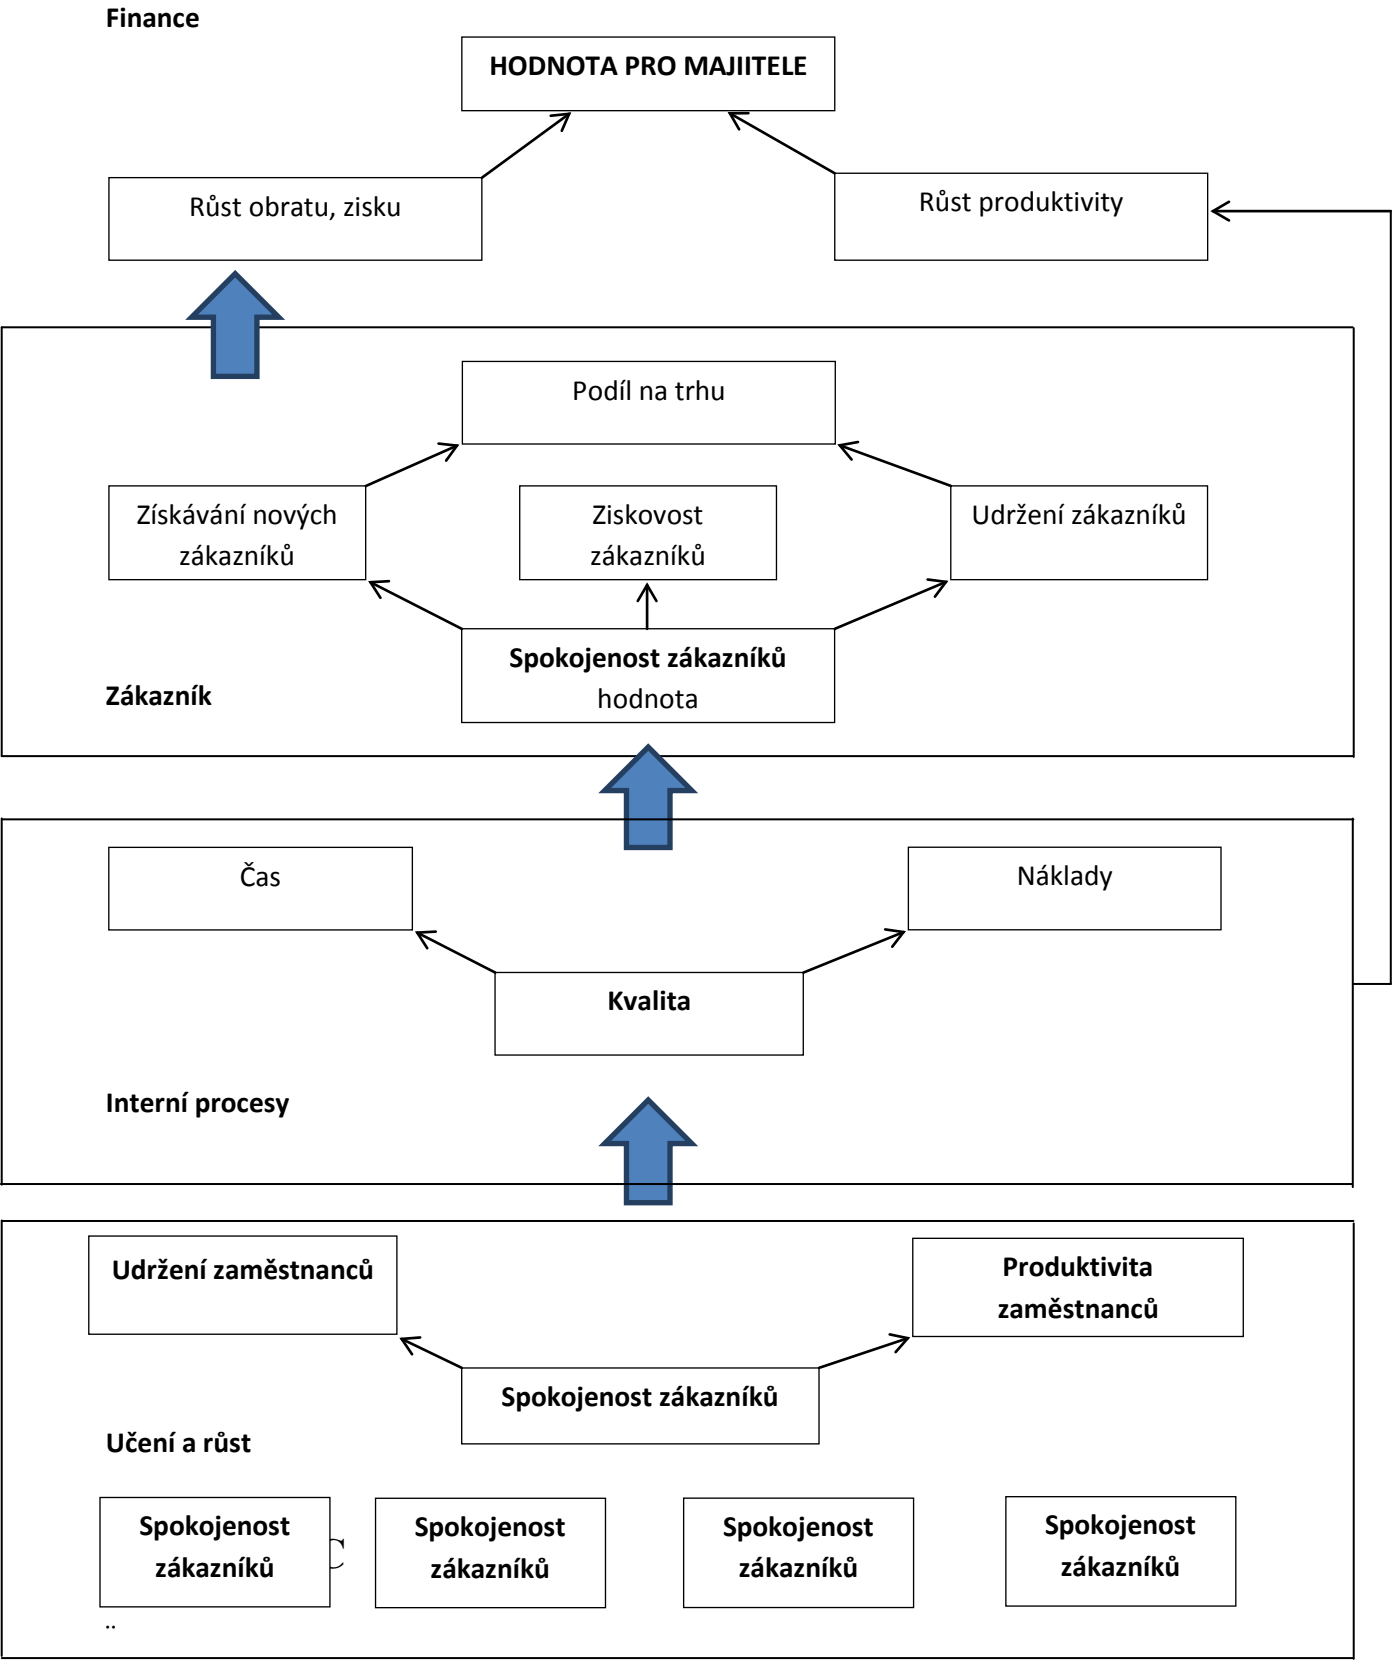 Finance
HODNOTA PRO MAJIITELE
Růst obratu, zisku
Růst produktivity
Podíl na trhu
Získávání nových
zákazníků
Ziskovost
zákazníků
Udržení zákazníků
Spokojenost zákazníků
hodnota
Zákazník
Čas
Náklady
Kvalita
Interní procesy
Udržení zaměstnanců
Produktivita
zaměstnanců
Spokojenost zákazníků
Učení a růst
Spokojenost
zákazníků
C
Spokojenost
zákazníků
Spokojenost
zákazníků
Spokojenost
zákazníků
..